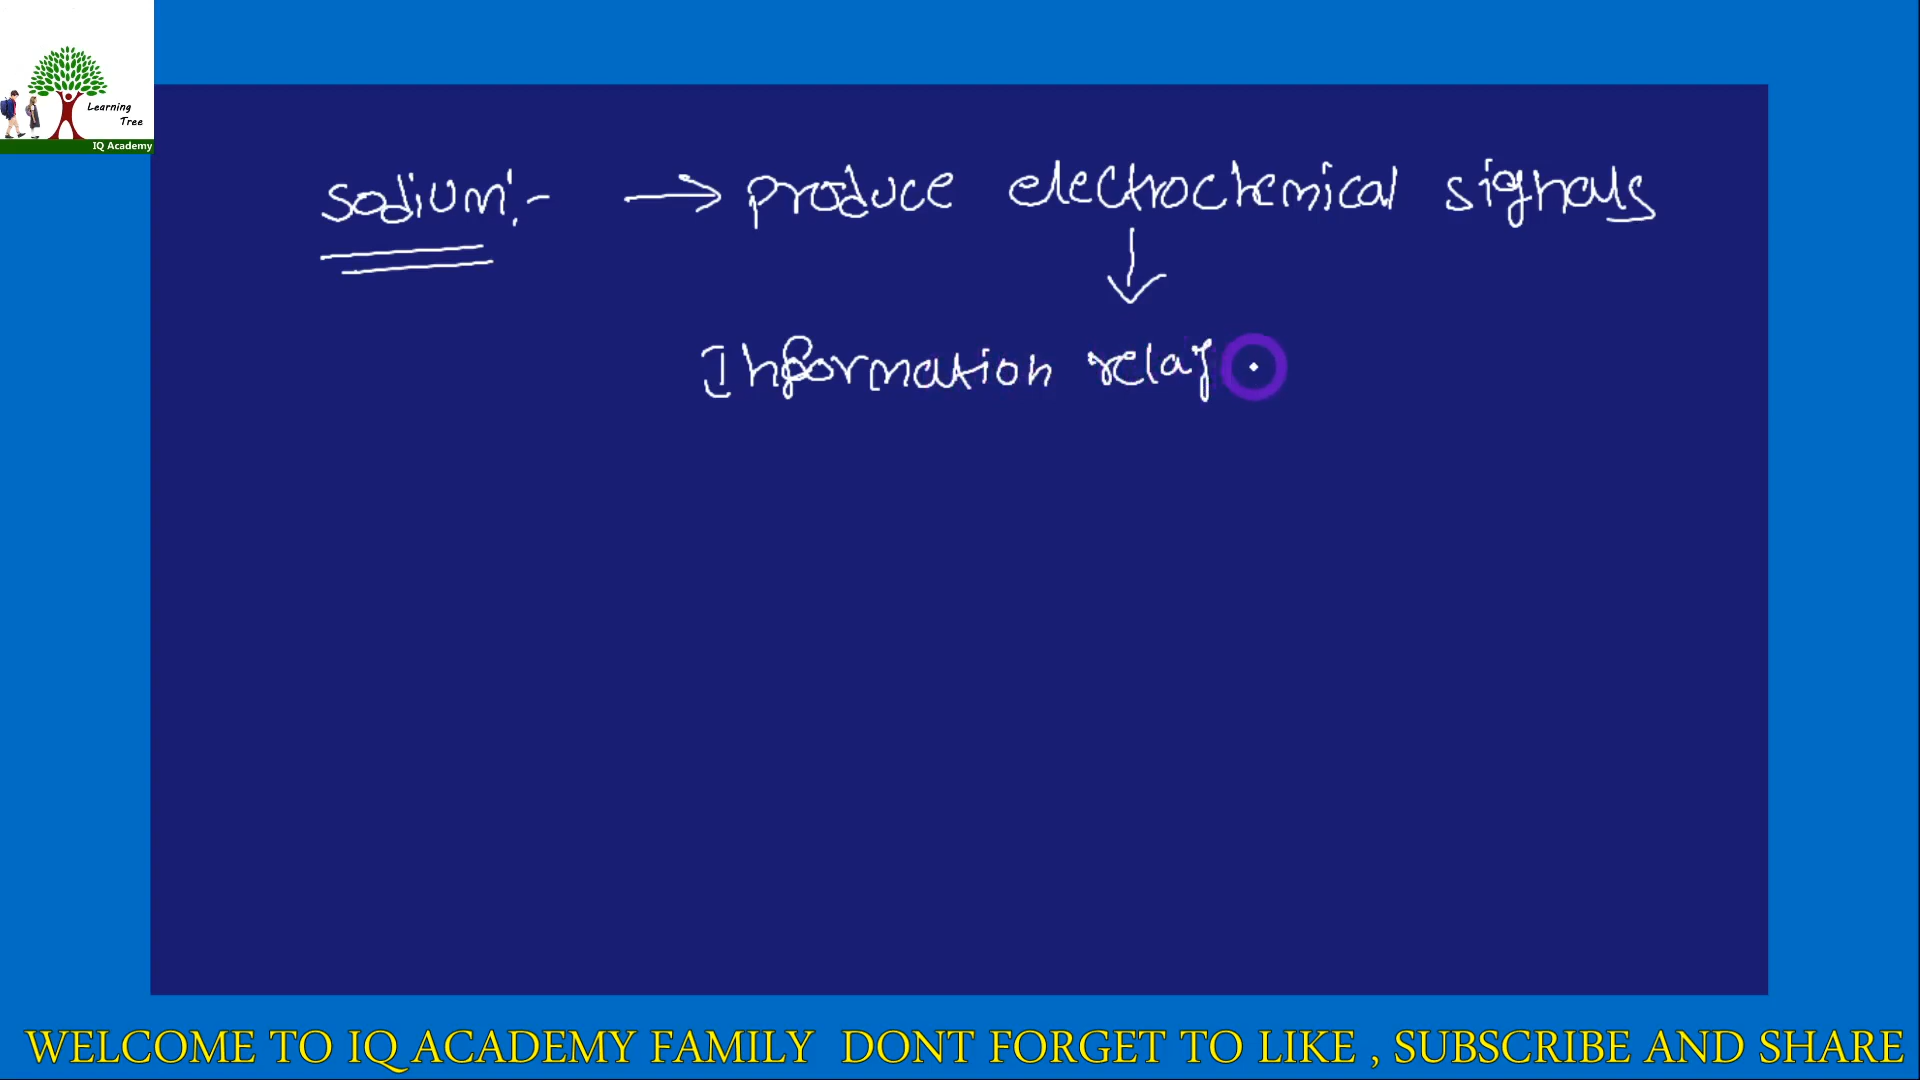 Learning
Tree
IQ Academy
sodium:- → produce electrochemical signals
↓
Information relay
WELCOME TO IQ ACADEMY FAMILY DONT FORGET TO LIKE , SUBSCRIBE AND SHARE